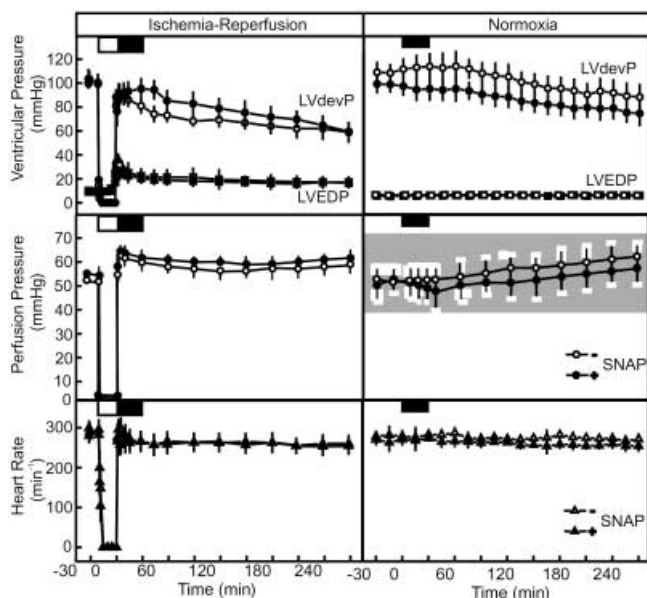 Ischemia-Reperfusion Normoxia
Ventricular Pressure
(mmHg)
120
100
80
60
40
20
0
LVdevP
LVEDP
LVdevP
LVEDP
Perfusion Pressure
(mmHg)
70
60
50
40
30
20
10
0
SNAP
Heart Rate
(min-1)
300
200
100
0
SNAP
-30 0 60 120 180 240 -30 0 60 120 180 240
Time (min) Time (min)